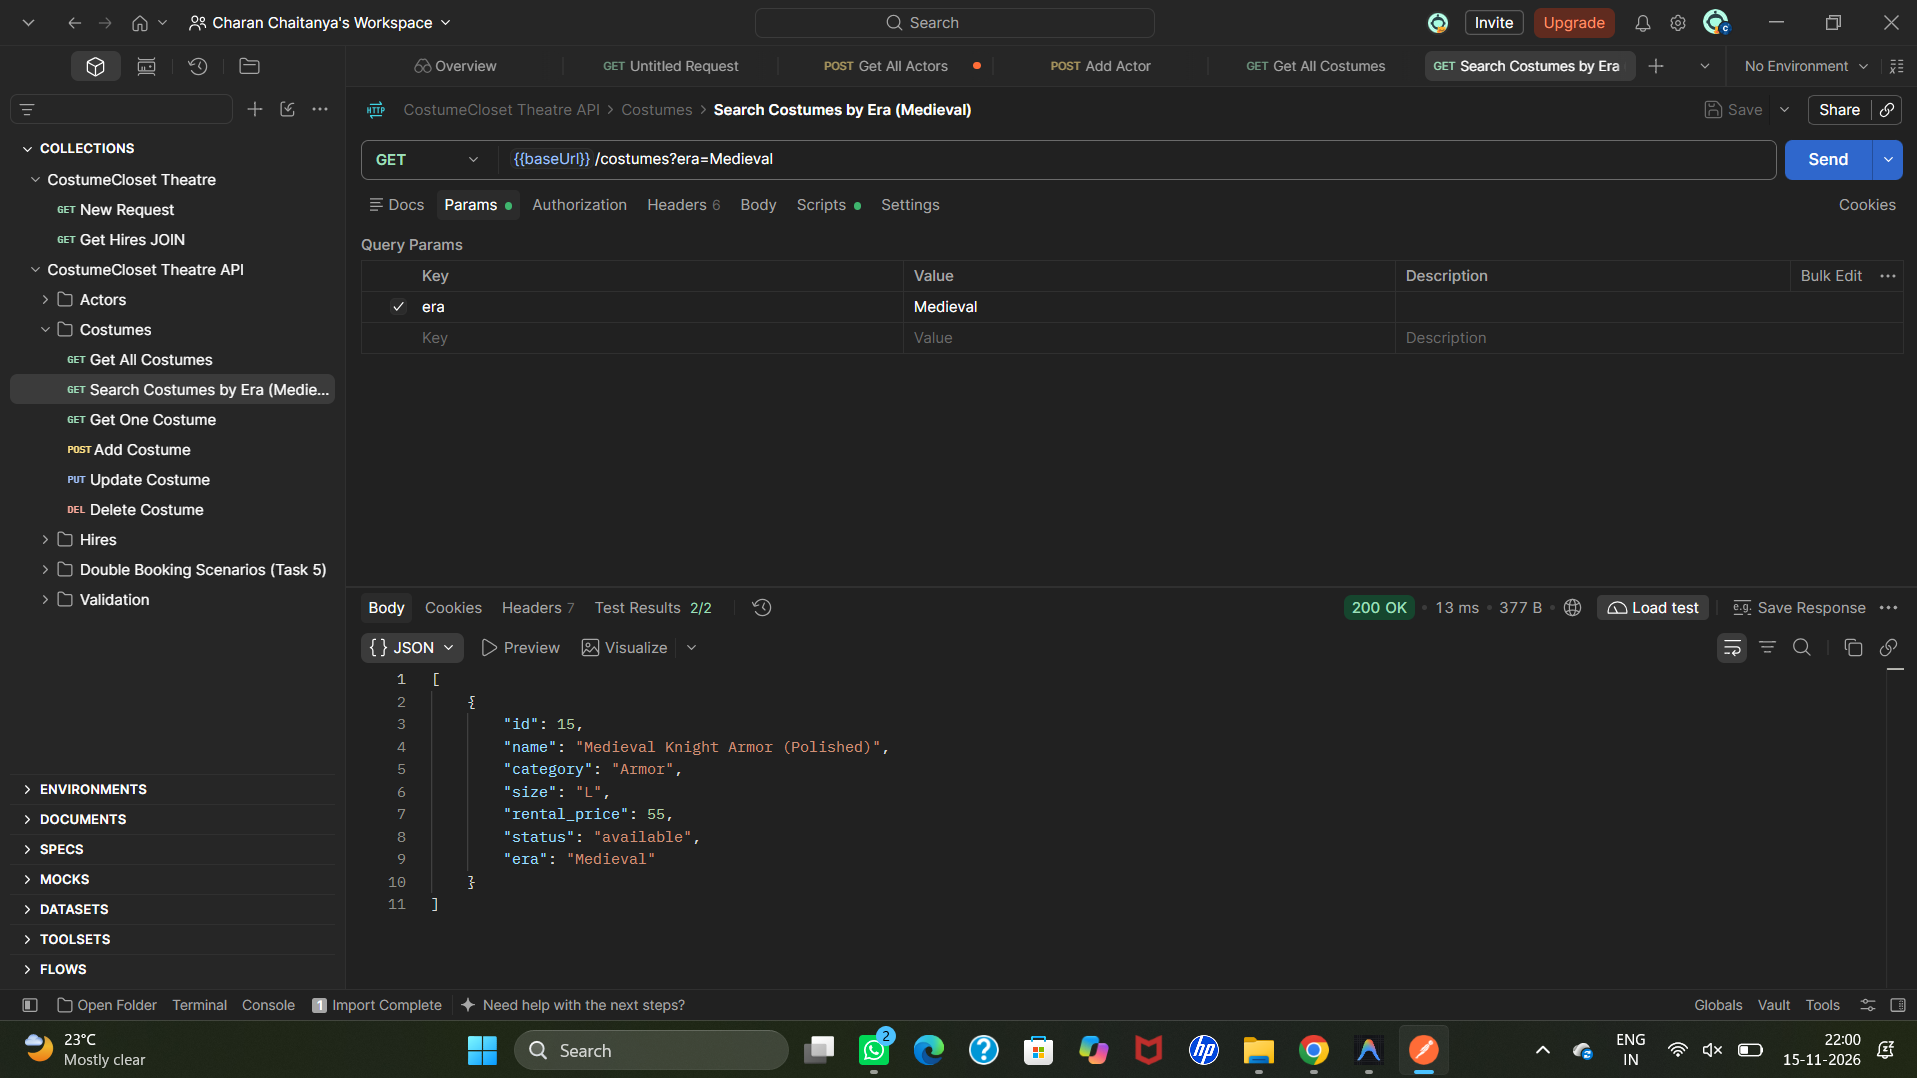 Charan Chaitanya's Workspace
Search
Invite
Upgrade
Overview
GET Untitled Request
POST Get All Actors
POST Add Actor
GET Get All Costumes
GET Search Costumes by Era
No Environment
COLLECTIONS
CostumeCloset Theatre
GET New Request
GET Get Hires JOIN
CostumeCloset Theatre API
Actors
Costumes
GET Get All Costumes
GET Search Costumes by Era (Medie...
GET Get One Costume
POST Add Costume
PUT Update Costume
DEL Delete Costume
Hires
Double Booking Scenarios (Task 5)
Validation
ENVIRONMENTS
DOCUMENTS
SPECS
MOCKS
DATASETS
TOOLSETS
FLOWS
HTTP CostumeCloset Theatre API > Costumes > Search Costumes by Era (Medieval)
Save
Share
GET {{baseUrl}} /costumes?era=Medieval
Send
Docs Params Authorization Headers 6 Body Scripts Settings
Cookies
Query Params
Key Value Description Bulk Edit
era Medieval
Key Value Description
Body Cookies Headers 7 Test Results 2/2
200 OK • 13 ms • 377 B
Load test
e.g. Save Response
{} JSON Preview Visualize
1 [
2 {
3 "id": 15,
4 "name": "Medieval Knight Armor (Polished)",
5 "category": "Armor",
6 "size": "L",
7 "rental_price": 55,
8 "status": "available",
9 "era": "Medieval"
10 }
11 ]
Open Folder Terminal Console 1 Import Complete Need help with the next steps?
Globals Vault Tools
23°C
Mostly clear
Search
2
hp
ENG
IN
22:00
15-11-2026